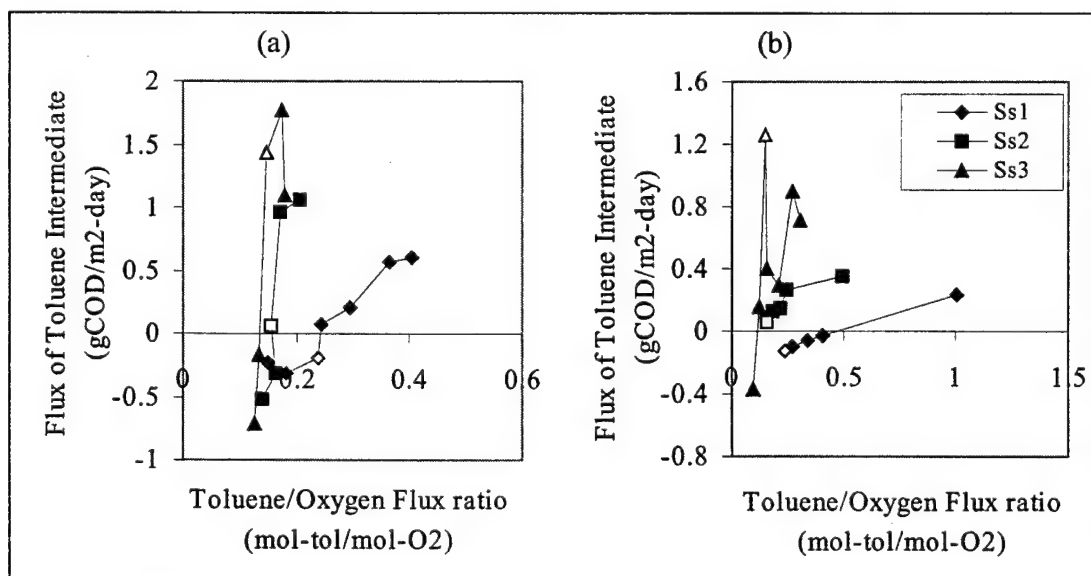 (a)
Flux of Toluene Intermediate
(gCOD/m2-day)
2
1.5
1
0.5
0
-0.5
-1
0
0.2
0.4
0.6
Toluene/Oxygen Flux ratio
(mol-tol/mol-O2)
(b)
Flux of Toluene Intermediate
(gCOD/m2-day)
1.6
1.2
0.8
0.4
0
-0.4
-0.8
0
0.5
1
1.5
Ss1
Ss2
Ss3
Toluene/Oxygen Flux ratio
(mol-tol/mol-O2)